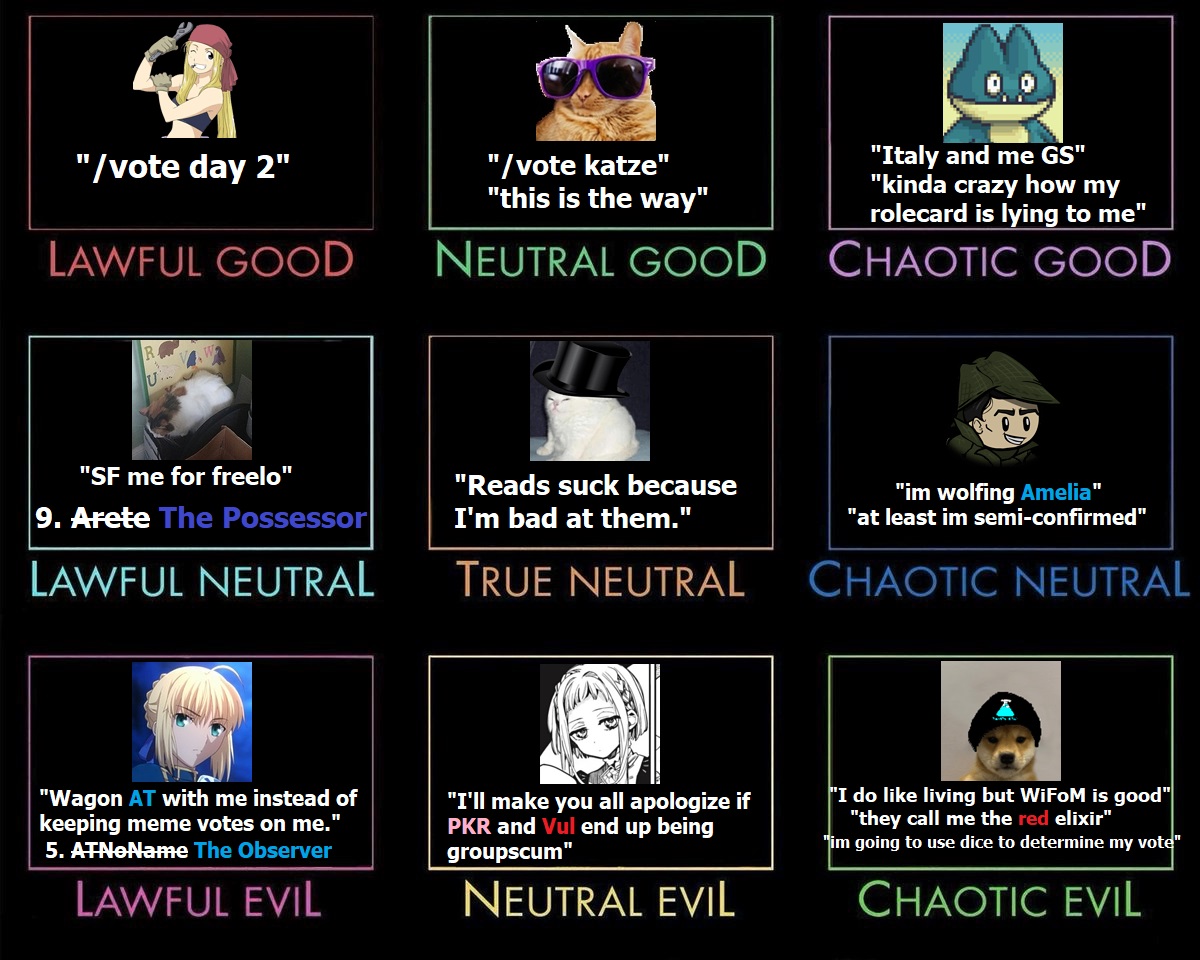 "/vote day 2"
LAWFUL GOOD
"/vote katze"
"this is the way"
NEUTRAL GOOD
"Italy and me GS"
"kinda crazy how my
rolecard is lying to me"
CHAOTIC GOOD
"SF me for freelo"
9. Arete The Possessor
LAWFUL NEUTRAL
"Reads suck because
I'm bad at them."
TRUE NEUTRAL
"im wolfing Amelia"
"at least im semi-confirmed"
CHAOTIC NEUTRAL
"Wagon AT with me instead of
keeping meme votes on me."
5. ATNoName The Observer
LAWFUL EVIL
"I'll make you all apologize if
PKR and Vul end up being
groupscum"
NEUTRAL EVIL
"I do like living but WiFoM is good"
"they call me the red elixir"
"im going to use dice to determine my vote"
CHAOTIC EVIL